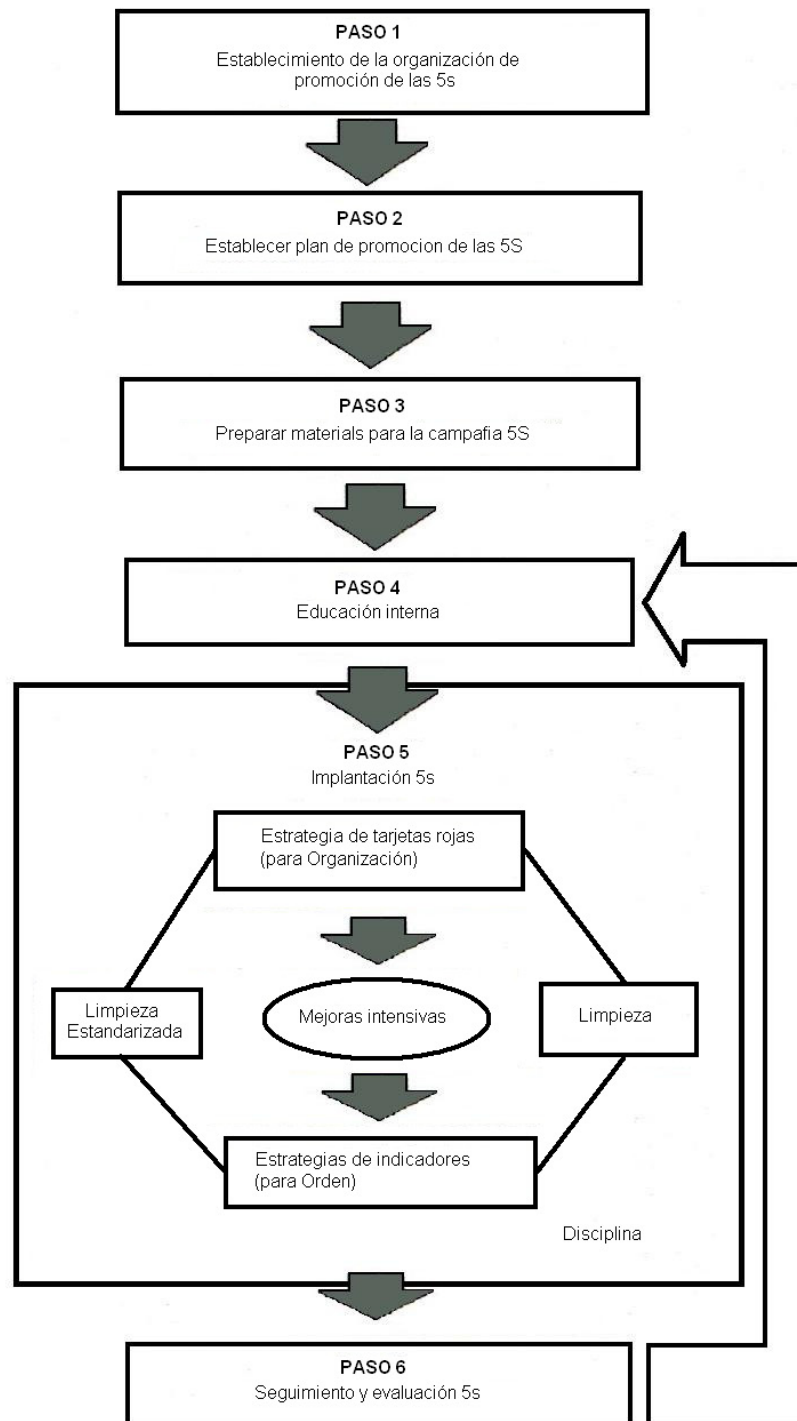 PASO 1
Establecimiento de la organización de
promoción de las 5s
PASO 2
Establecer plan de promocion de las 5S
PASO 3
Preparar materials para la campafia 5S
PASO 4
Educación interna
PASO 5
Implantación 5s
Estrategia de tarjetas rojas
(para Organización)
Limpieza
Estandarizada
Mejoras intensivas
Limpieza
Estrategias de indicadores
(para Orden)
Disciplina
PASO 6
Seguimiento y evaluación 5s